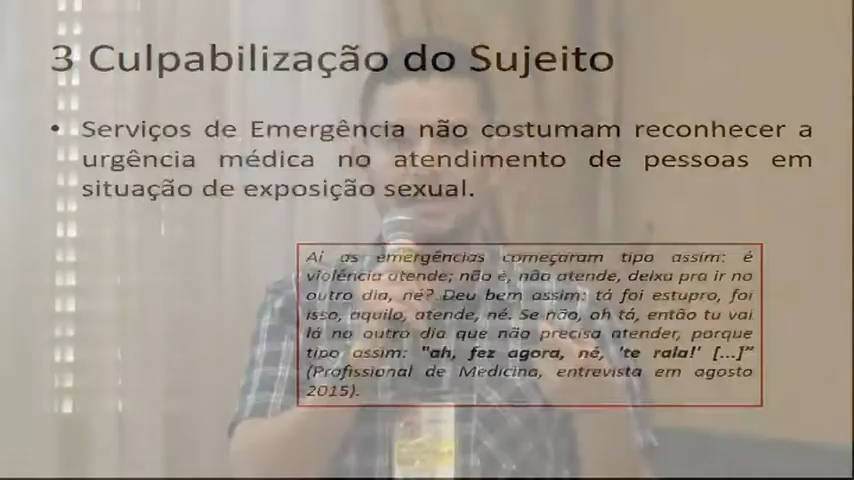 3 Culpabilização do Sujeito
• Serviços de Emergência não costumam reconhecer a
urgência médica no atendimento de pessoas em
situação de exposição sexual.
Aí as emergências começaram tipo assim: é
violência atende; não é, não atende, deixa pra ir no
outro dia, né? Deu bem assim: tá foi estupro, foi
isso, aquilo, atende, né. Se não, ah tá, então tu vai
lá no outro dia que não precisa atender, porque
tipo assim: "ah, fez agora, né, 'te rala!' [...]"
(Profissional de Medicina, entrevista em agosto
2015).